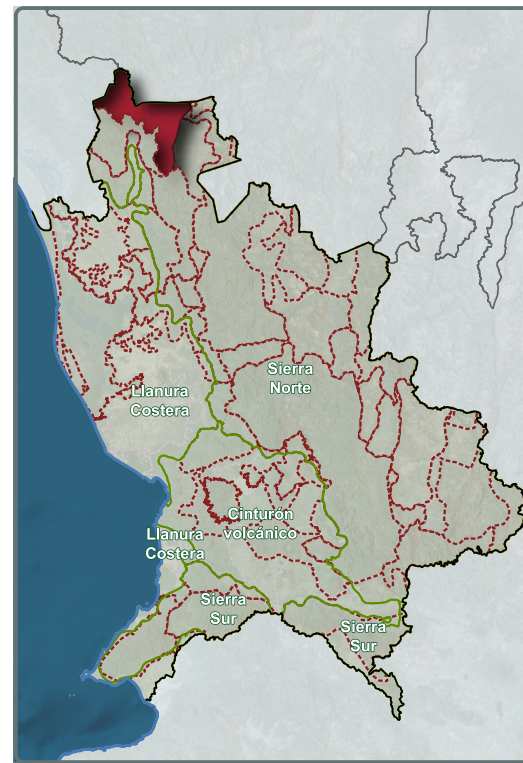 Sierra
Norte
Llanura
Costera
Cinturón
volcánico
Llanura
Costera
Sierra
Sur
Sierra
Sur